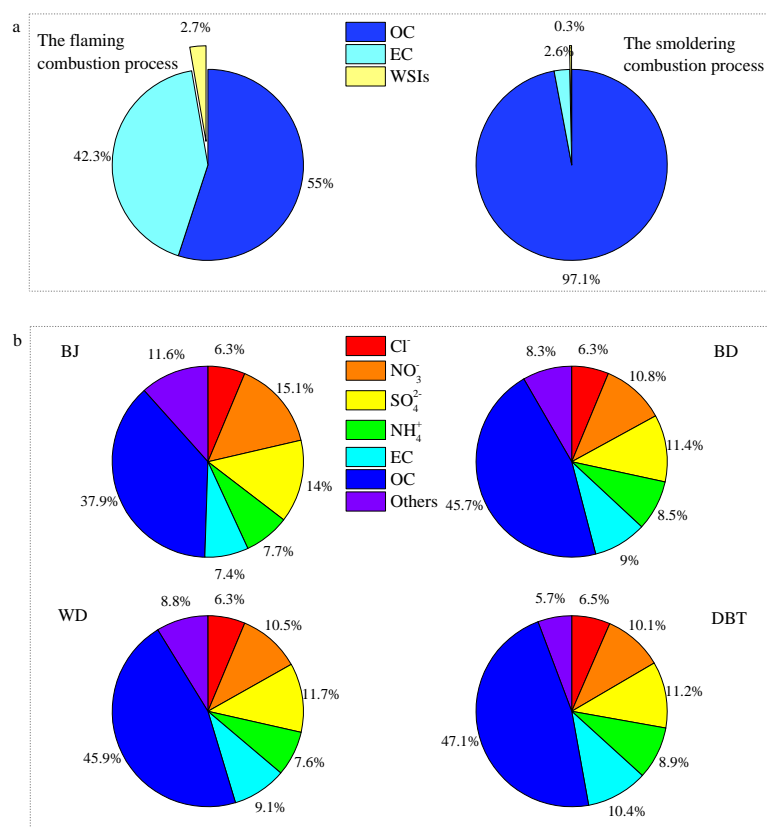 a
The flaming
combustion process
2.7%
42.3%
55%
OC
EC
WSIs
0.3%
2.6%
The smoldering
combustion process
97.1%
b
BJ
11.6%
6.3%
15.1%
14%
7.7%
7.4%
37.9%
Cl⁻
NO₃⁻
SO₄²⁻
NH₄⁺
EC
OC
Others
BD
8.3%
6.3%
10.8%
11.4%
8.5%
9%
45.7%
WD
8.8%
6.3%
10.5%
11.7%
7.6%
9.1%
45.9%
DBT
5.7%
6.5%
10.1%
11.2%
8.9%
10.4%
47.1%